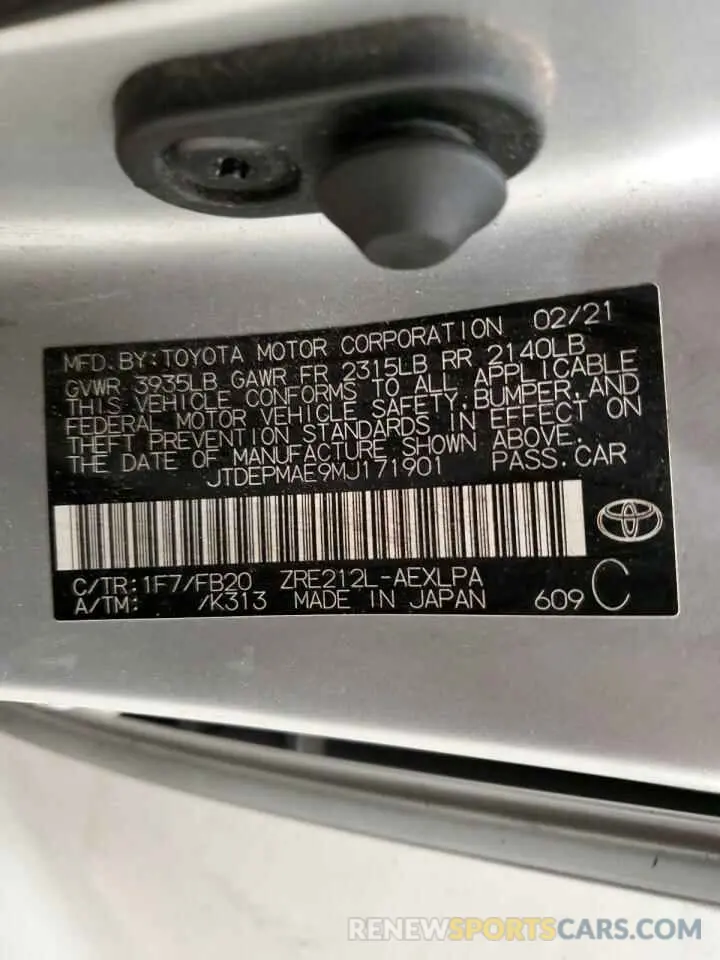 MFD. BY: TOYOTA MOTOR CORPORATION 02/21
GVWR 3935LB GAWR FR 2315LB RR 2140LB
THIS VEHICLE CONFORMS TO ALL APPLICABLE
FEDERAL MOTOR VEHICLE SAFETY, BUMPER, AND
THEFT PREVENTION STANDARDS IN EFFECT ON
THE DATE OF MANUFACTURE SHOWN ABOVE.
JTDEPMAE9MJ171901 PASS. CAR
C/TR: 1F7/FB20 ZRE212L-AEXLPA
A/TM: /K313 MADE IN JAPAN 609 C
RENEWSPORTSCARS.COM